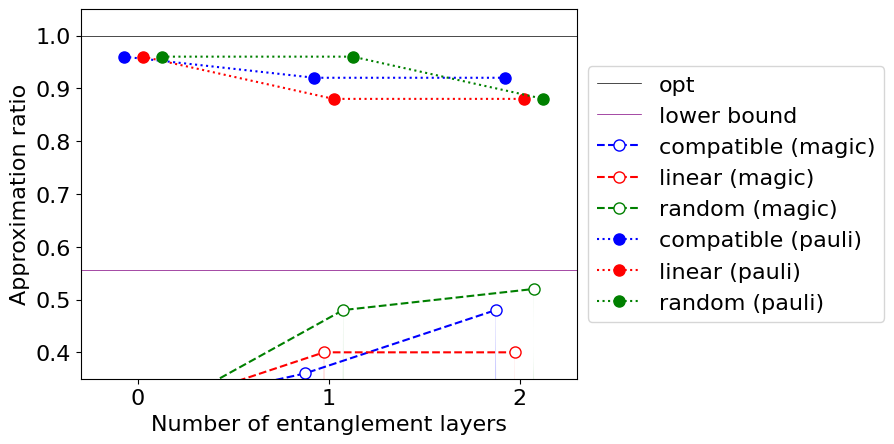 1.0
0.9
0.8
0.7
0.6
0.5
0.4
Approximation ratio
0
1
2
Number of entanglement layers
opt
lower bound
compatible (magic)
linear (magic)
random (magic)
compatible (pauli)
linear (pauli)
random (pauli)